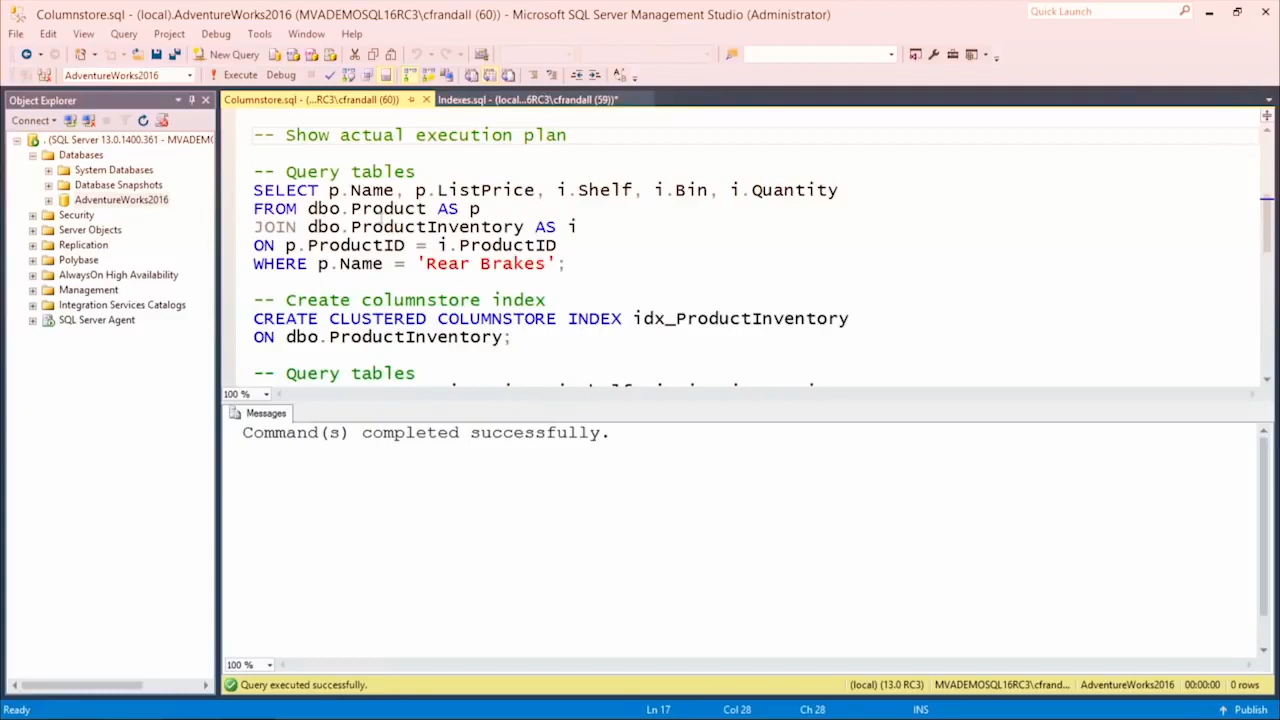 Columnstore.sql - (local).AdventureWorks2016 (MVADEMOSQL16RC3\cfrandall (60)) - Microsoft SQL Server Management Studio (Administrator)
Quick Launch
File Edit View Query Project Debug Tools Window Help
New Query
AdventureWorks2016 Execute Debug
Object Explorer
Columnstore.sql - (...RC3\cfrandall (60))
Indexes.sql - (local...6RC3\cfrandall (59))*
Connect
. (SQL Server 13.0.1400.361 - MVADEMO
Databases
System Databases
Database Snapshots
AdventureWorks2016
Security
Server Objects
Replication
Polybase
AlwaysOn High Availability
Management
Integration Services Catalogs
SQL Server Agent
-- Show actual execution plan
-- Query tables
SELECT p.Name, p.ListPrice, i.Shelf, i.Bin, i.Quantity
FROM dbo.Product AS p
JOIN dbo.ProductInventory AS i
ON p.ProductID = i.ProductID
WHERE p.Name = 'Rear Brakes';
-- Create columnstore index
CREATE CLUSTERED COLUMNSTORE INDEX idx_ProductInventory
ON dbo.ProductInventory;
-- Query tables
100 %
Messages
Command(s) completed successfully.
100 %
Query executed successfully.
(local) (13.0 RC3) MVADEMOSQL16RC3\cfrand... AdventureWorks2016 00:00:00 0 rows
Ready Ln 17 Col 28 Ch 28 INS Publish